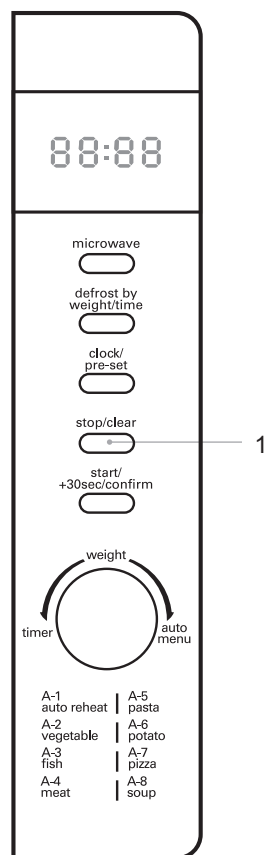 88:88
microwave
defrost by
weight/time
clock/
pre-set
stop/clear
1
start/
+30sec/confirm
weight
timer
auto
menu
A-1
auto reheat
A-2
vegetable
A-3
fish
A-4
meat
A-5
pasta
A-6
potato
A-7
pizza
A-8
soup